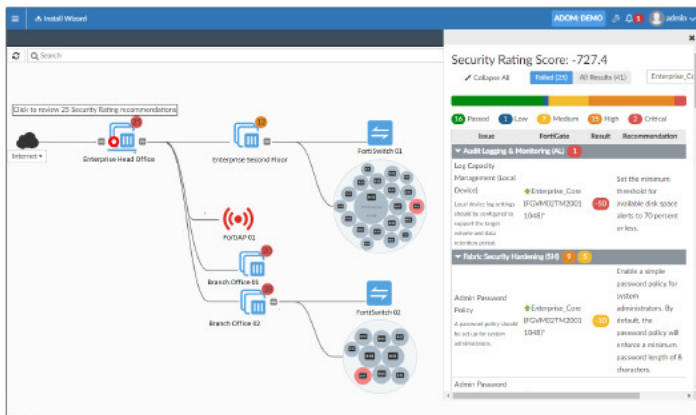 Install Wizard
ADOM: DEMO
1
admin
Search
Security Rating Score: -727.4
Collapse All
Failed (25)
All Results (41)
Enterprise_Co
Click to review 25 Security Rating recommendations
16 Passed
1 Low
7 Medium
15 High
2 Critical
Issue
FortiGate
Result
Recommendation
Internet
25
Enterprise Head Office
12
Enterprise Second Floor
FortiSwitch 01
FortiAP 01
Branch Office 01
Branch Office 02
FortiSwitch 02
Audit Logging & Monitoring (AL)
1
Log Capacity
Management (Local
Device)
Local device log settings
should be configured to
support the target
volume and data
retention period.
Enterprise_Core
(FGVM02TM2001
1048)*
-50
Set the minimum
threshold for
available disk space
alerts to 70 percent
or less.
Fabric Security Hardening (SH)
9
5
Admin Password
Policy
A password policy should
be set up for system
administrators.
Enterprise_Core
(FGVM02TM2001
1048)*
-10
Enable a simple
password policy for
system
administrators. By
default, the
password policy will
enforce a minimum
password length of 8
characters.
Admin Password